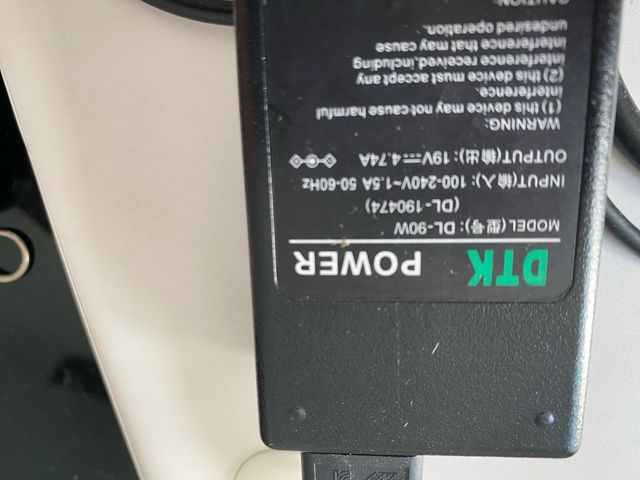 DTK POWER
MODEL(型号): DL-90W
(DL-190474)
INPUT(输入): 100-240V~1.5A 50-60Hz
OUTPUT(输出): 19V⎓4.74A
WARNING:
(1) this device may not cause harmful
interference.
(2) this device must accept any
interference received,including
interference that may cause
undesired operation.
CAUTION: